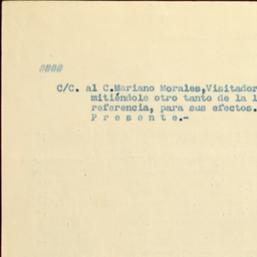 ####
C/C. al C.Mariano Morales,Visitador
mitiéndole otro tanto de la l
referencia, para sus efectos.
P r e s e n t e.-